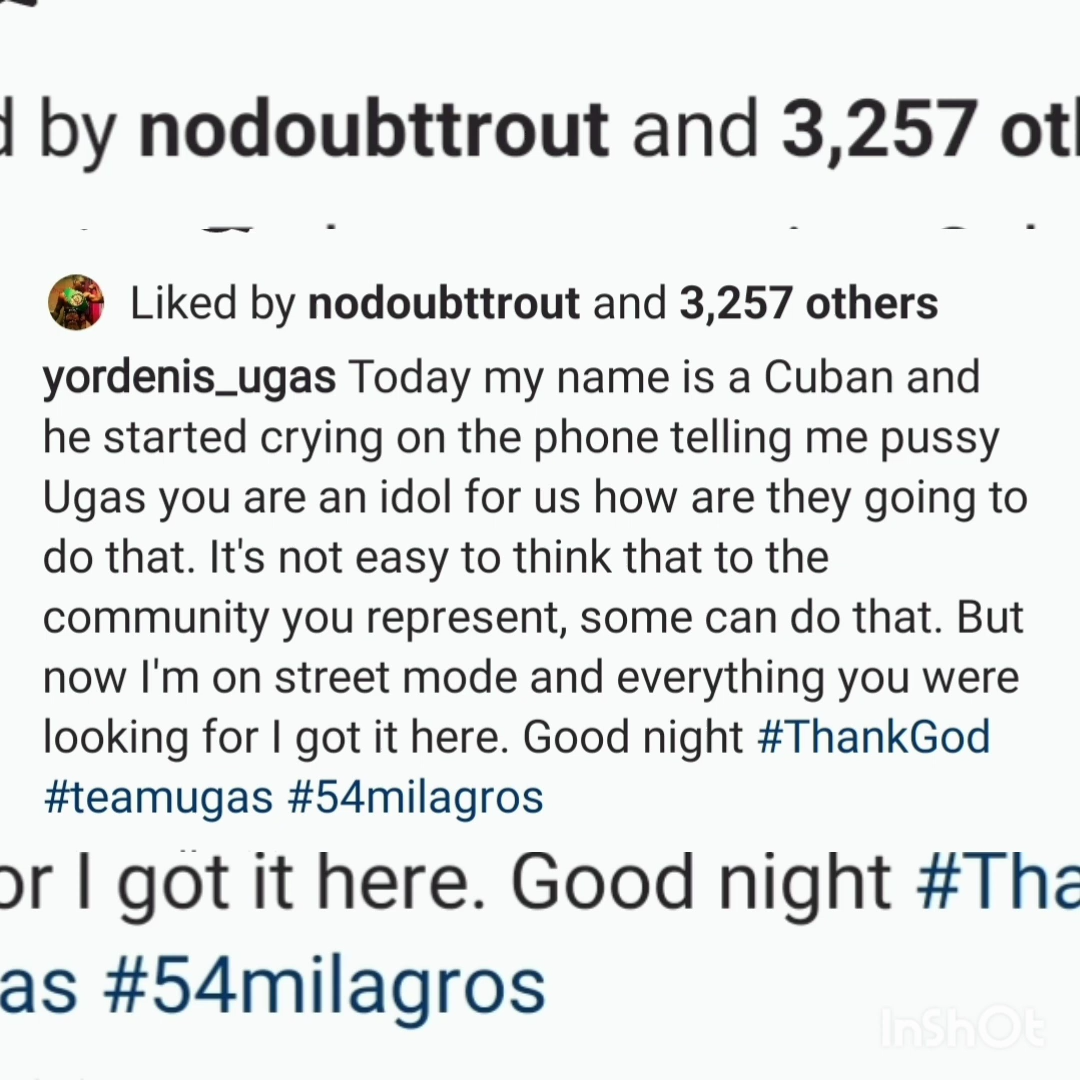 by nodoubttrout and 3,257
Liked by nodoubttrout and 3,257 others
yordenis_ugas Today my name is a Cuban and
he started crying on the phone telling me pussy
Ugas you are an idol for us how are they going to
do that. It's not easy to think that to the
community you represent, some can do that. But
now I'm on street mode and everything you were
looking for I got it here. Good night #ThankGod
#teamugas #54milagros
or I got it here. Good night #Tha
as #54milagros
InShOt